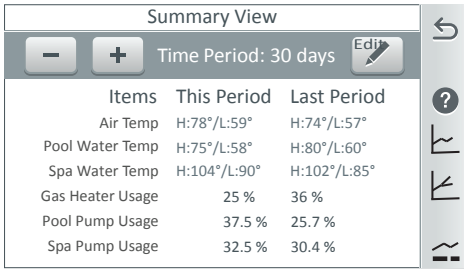 Summary View
− + Time Period: 30 days Edit
?
Items This Period Last Period
Air Temp H:78°/L:59° H:74°/L:57°
Pool Water Temp H:75°/L:58° H:80°/L:60°
Spa Water Temp H:104°/L:90° H:102°/L:85°
Gas Heater Usage 25 % 36 %
Pool Pump Usage 37.5 % 25.7 %
Spa Pump Usage 32.5 % 30.4 %